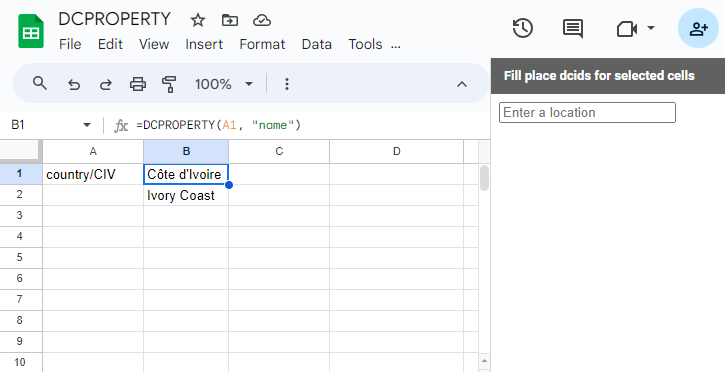 DCPROPERTY
File Edit View Insert Format Data Tools ...
100%
Fill place dcids for selected cells
Enter a location
B1 fx =DCPROPERTY(A1, "name")
A B C D
1 country/CIV Côte d'Ivoire
2 Ivory Coast
3
4
5
6
7
8
9
10